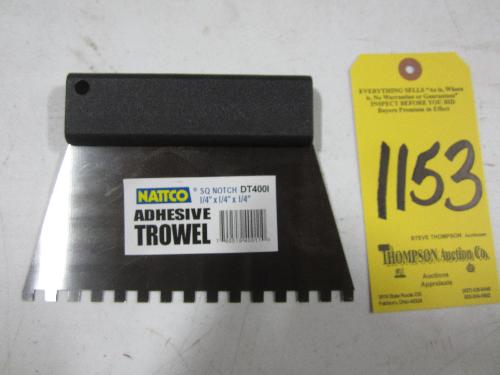 NATTCO
SQ NOTCH DT400I
1/4" x 1/4" x 1/4"
ADHESIVE
TROWEL
EVERYTHING SELLS "As is, Where
is, No Warranties or Guarantees"
INSPECT BEFORE YOU BID
Buyers Premium in Effect
1153
STEVE THOMPSON Auctioneer
THOMPSON Auction Co.
Auctions
Appraisals